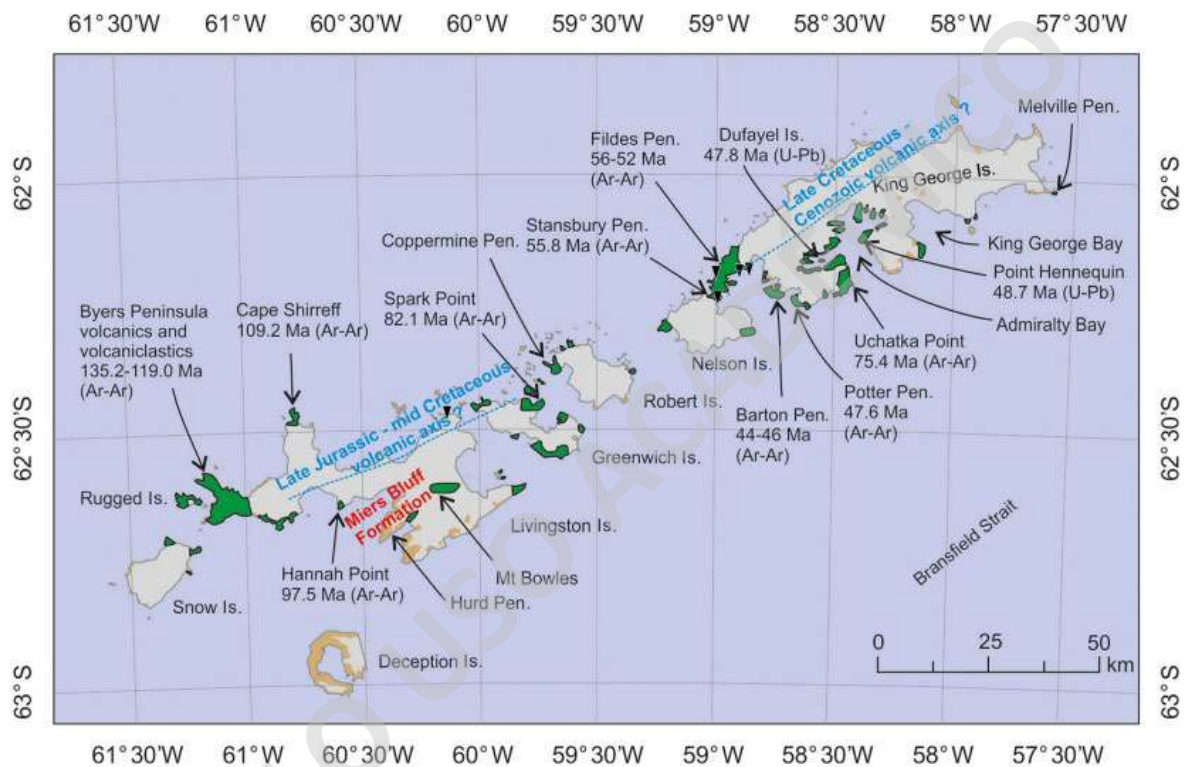 61°30'W 61°W 60°30'W 60°W 59°30'W 59°W 58°30'W 58°W 57°30'W
62°S
62°30'S
63°S
62°S
62°30'S
63°S
Melville Pen.
Fildes Pen.
56-52 Ma
(Ar-Ar)
Dufayel Is.
47.8 Ma (U-Pb)
Late Cretaceous -
Cenozoic volcanic axis ?
King George Is.
Stansbury Pen.
55.8 Ma (Ar-Ar)
Coppermine Pen.
King George Bay
Point Hennequin
48.7 Ma (U-Pb)
Spark Point
82.1 Ma (Ar-Ar)
Cape Shirreff
109.2 Ma (Ar-Ar)
Byers Peninsula
volcanics and
volcaniclastics
135.2-119.0 Ma
(Ar-Ar)
Admiralty Bay
Uchatka Point
75.4 Ma (Ar-Ar)
Nelson Is.
Late Jurassic - mid Cretaceous
volcanic axis ?
Robert Is.
Potter Pen.
47.6 Ma
(Ar-Ar)
Barton Pen.
44-46 Ma
(Ar-Ar)
Greenwich Is.
Rugged Is.
Miers Bluff
Formation
Livingston Is.
Bransfield Strait
Hannah Point
97.5 Ma (Ar-Ar)
Mt Bowles
Hurd Pen.
Snow Is.
Deception Is.
0 25 50
km
61°30'W 61°W 60°30'W 60°W 59°30'W 59°W 58°30'W 58°W 57°30'W
O USO ACADÊMICO